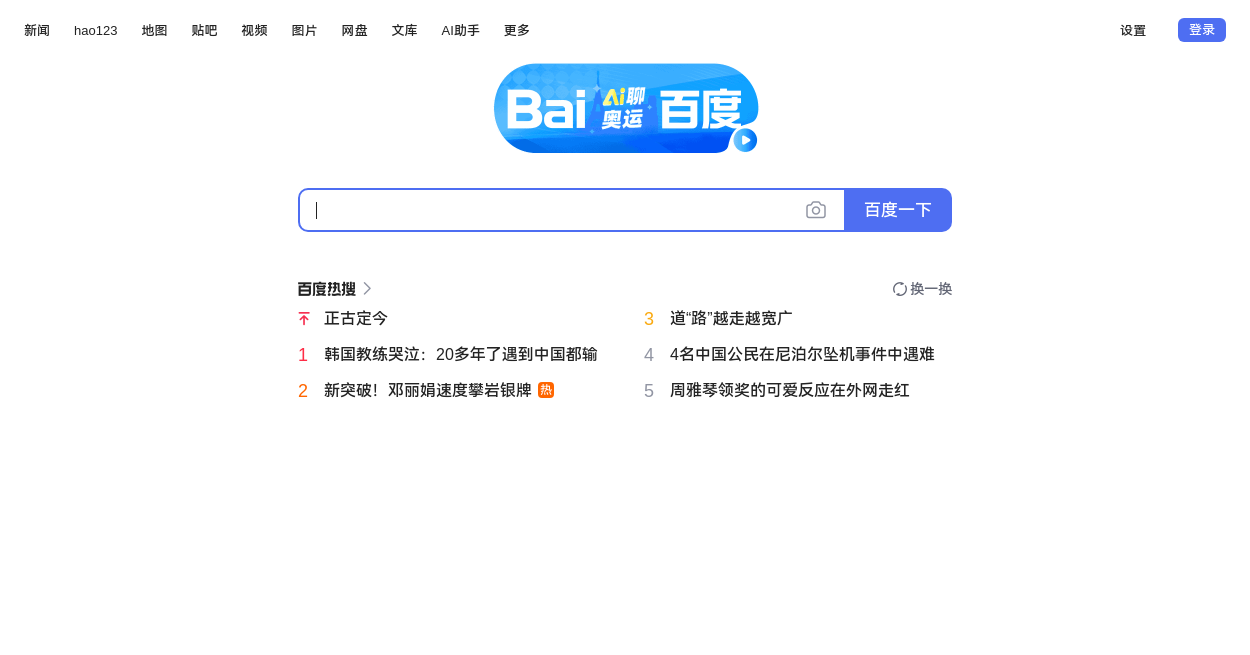 新闻 hao123 地图 贴吧 视频 图片 网盘 文库 AI助手 更多 设置 登录
Bai Ai聊奥运 百度
百度一下
百度热搜 换一换
正古定今
1 韩国教练哭泣：20多年了遇到中国都输
2 新突破！邓丽娟速度攀岩银牌 热
3 道“路”越走越宽广
4 4名中国公民在尼泊尔坠机事件中遇难
5 周雅琴领奖的可爱反应在外网走红